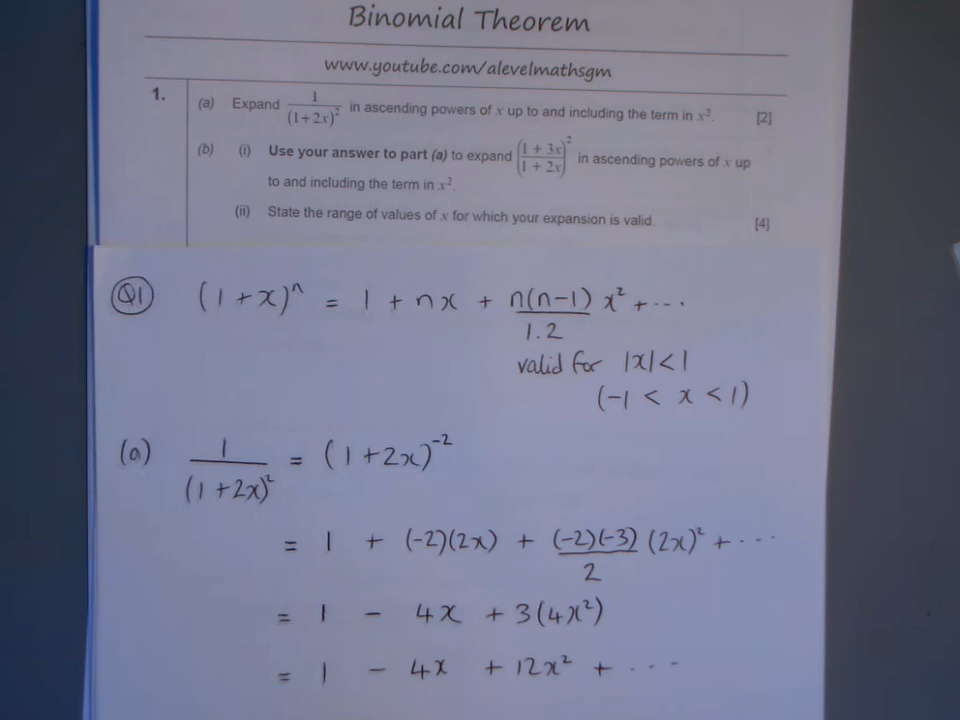 Binomial Theorem
www.youtube.com/alevelmathsgm
1. (a) Expand 1/(1+2x)² in ascending powers of x up to and including the term in x². [2]
(b) (i) Use your answer to part (a) to expand ((1 + 3x)/(1 + 2x))² in ascending powers of x up
to and including the term in x².
(ii) State the range of values of x for which your expansion is valid. [4]
Q1 (1+x)ⁿ = 1 + nx + n(n-1)/1.2 x² + ...
valid for |x|<1
(-1 < x < 1)
(a) 1/(1+2x)² = (1+2x)⁻²
= 1 + (-2)(2x) + (-2)(-3)/2 (2x)² + ...
= 1 - 4x + 3(4x²)
= 1 - 4x + 12x² + ...